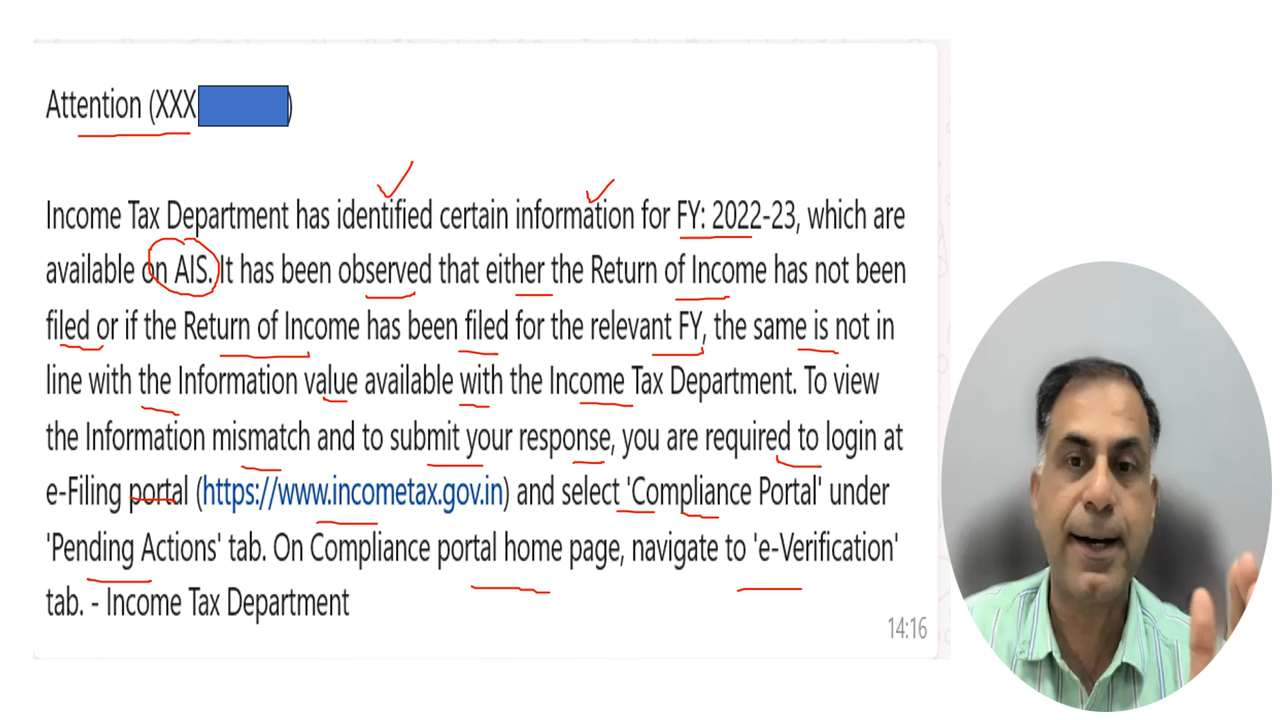 Attention (XXX )
Income Tax Department has identified certain information for FY: 2022-23, which are
available on AIS. It has been observed that either the Return of Income has not been
filed or if the Return of Income has been filed for the relevant FY, the same is not in
line with the Information value available with the Income Tax Department. To view
the Information mismatch and to submit your response, you are required to login at
e-Filing portal (https://www.incometax.gov.in) and select 'Compliance Portal' under
'Pending Actions' tab. On Compliance portal home page, navigate to 'e-Verification'
tab. - Income Tax Department
14:16